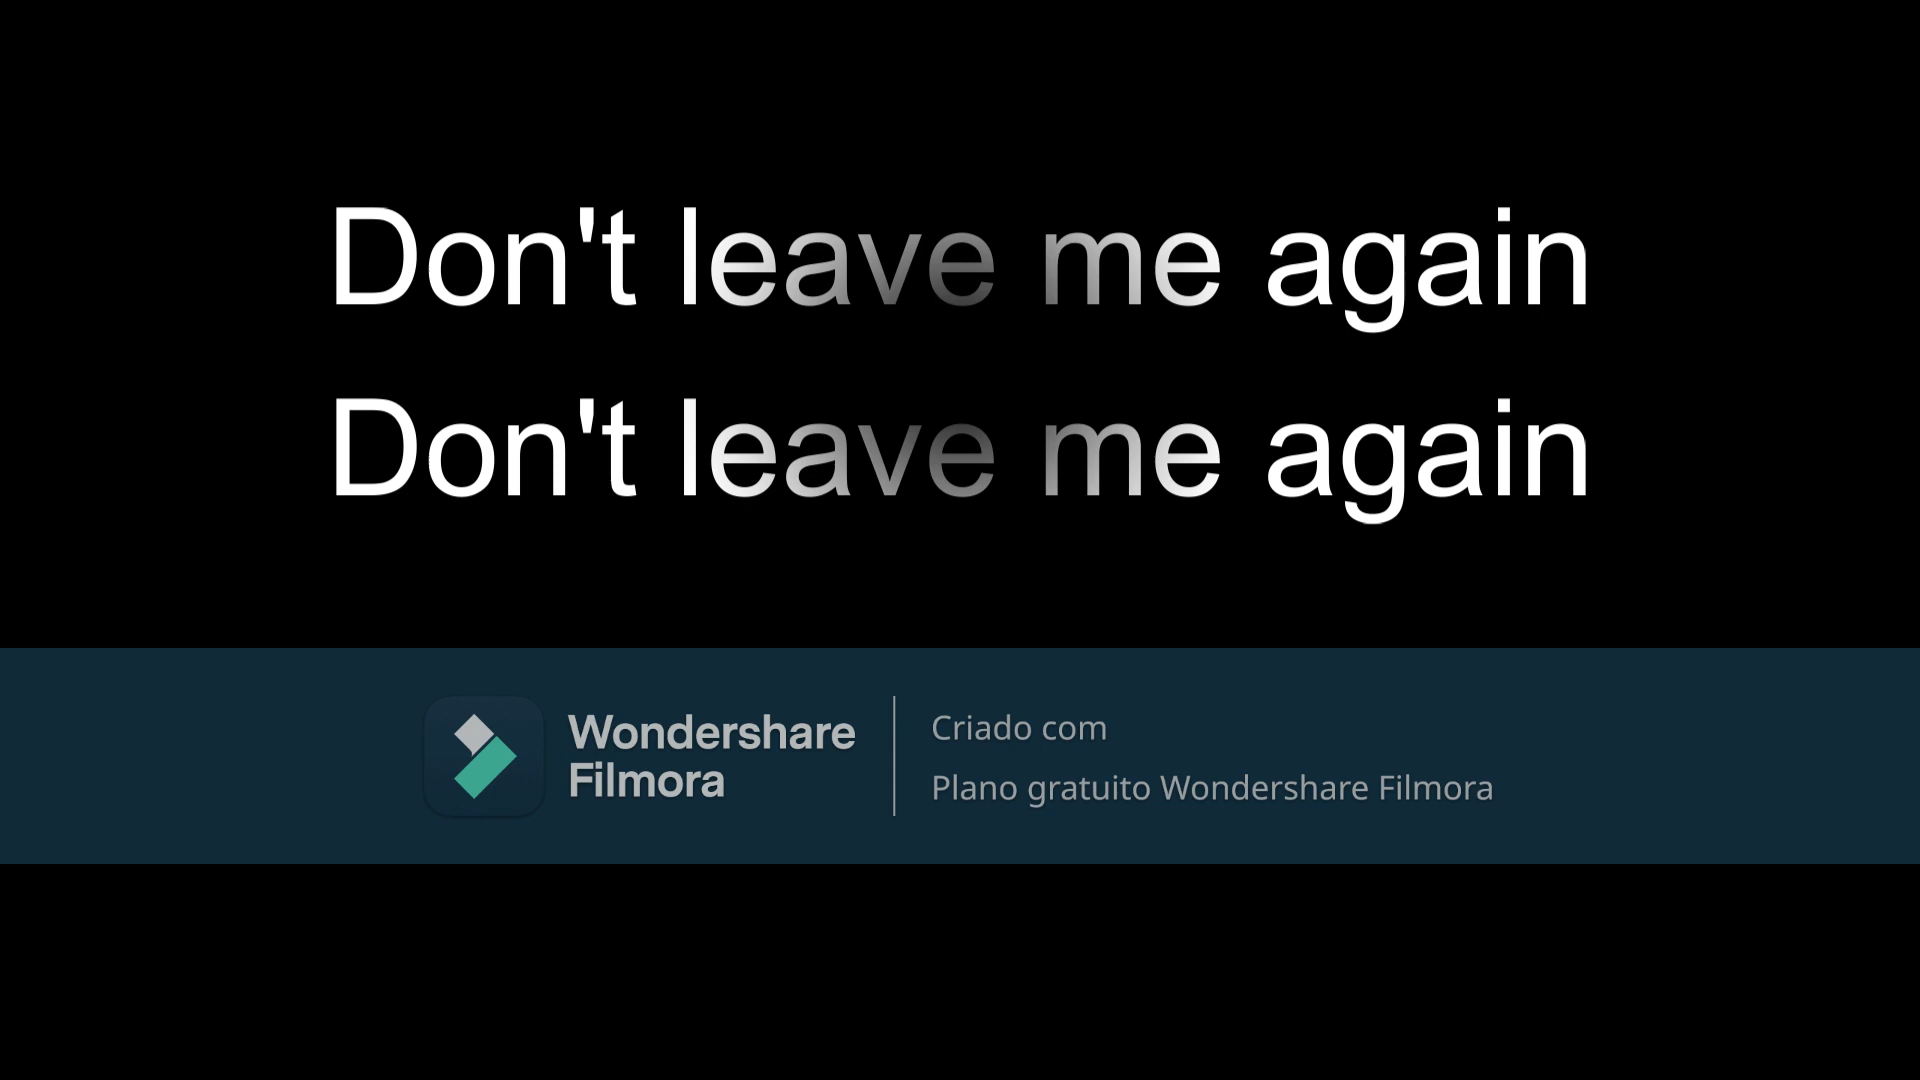 Don't leave me again
Don't leave me again
Wondershare
Filmora
Criado com
Plano gratuito Wondershare Filmora